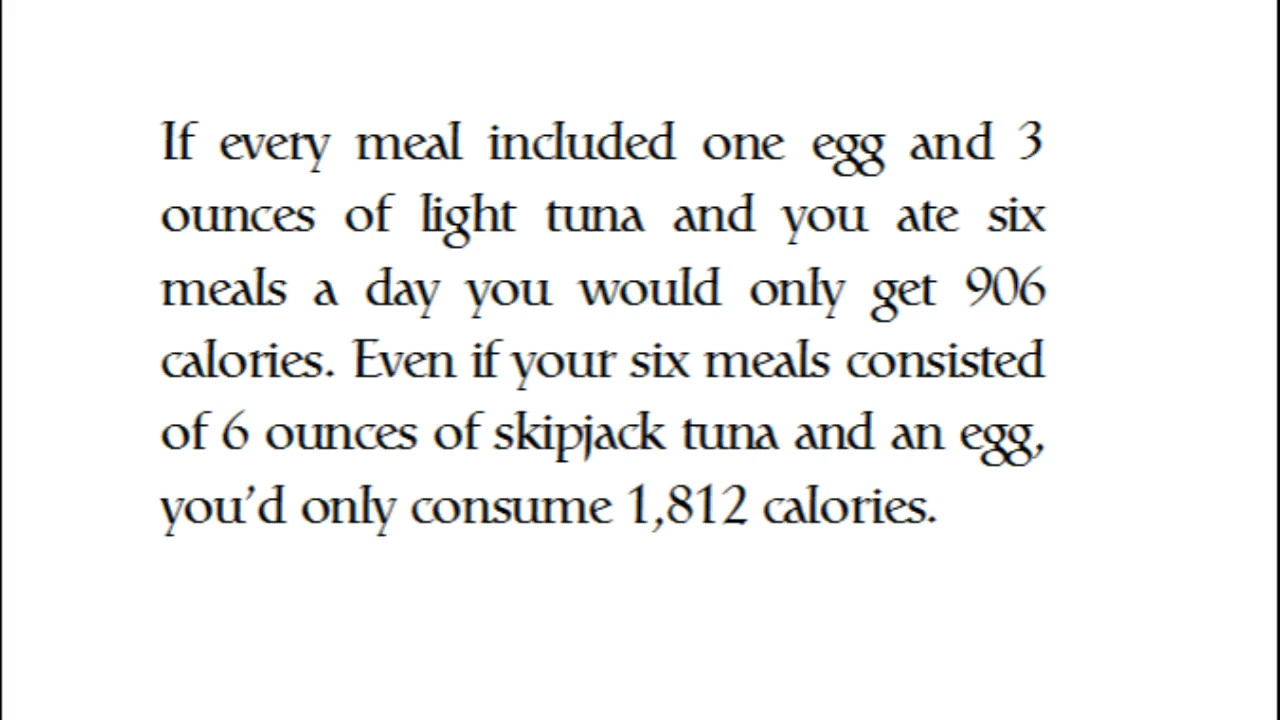 If every meal included one egg and 3
ounces of light tuna and you ate six
meals a day you would only get 906
calories. Even if your six meals consisted
of 6 ounces of skipjack tuna and an egg,
you’d only consume 1,812 calories.